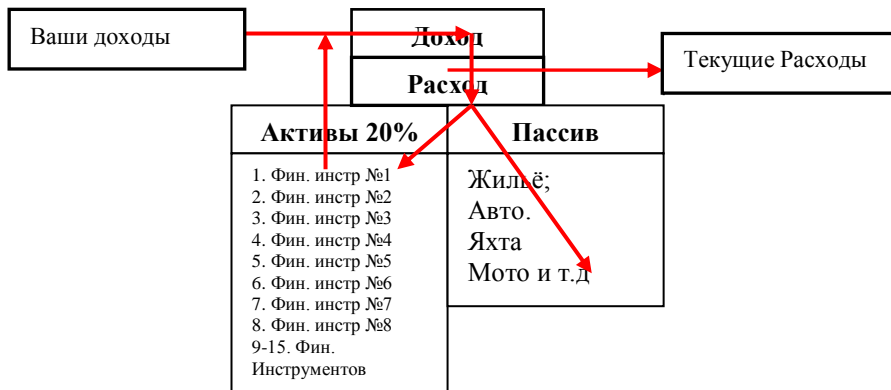 Ваши доходы
Доход
Текущие Расходы
Расход
Активы 20%
Пассив
1. Фин. инстр №1
2. Фин. инстр №2
3. Фин. инстр №3
4. Фин. инстр №4
5. Фин. инстр №5
6. Фин. инстр №6
7. Фин. инстр №7
8. Фин. инстр №8
9-15. Фин.
Инструментов
Жильё;
Авто.
Яхта
Мото и т.д